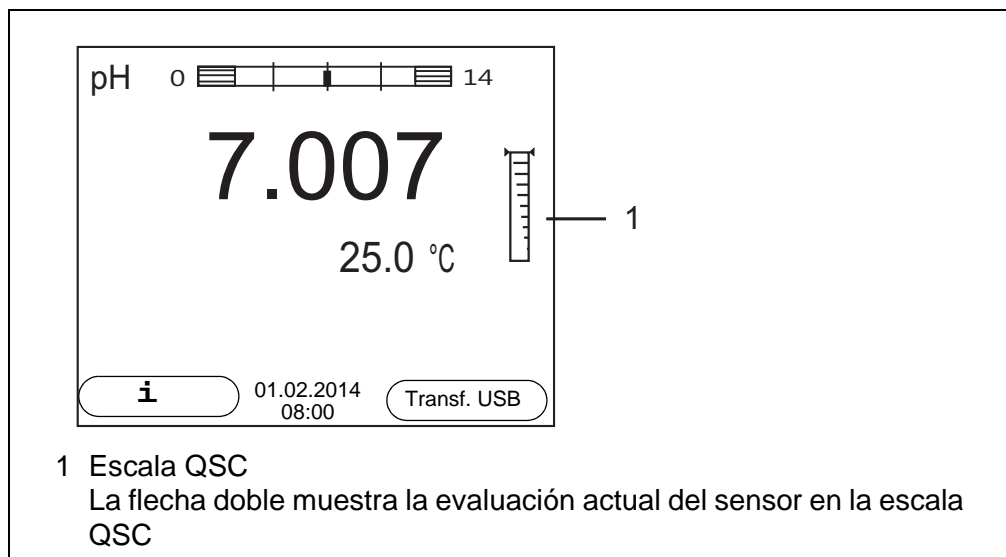 pH 0 14
7.007
1
25.0 °C
i 01.02.2014 Transf. USB
08:00
1 Escala QSC
La flecha doble muestra la evaluación actual del sensor en la escala
QSC